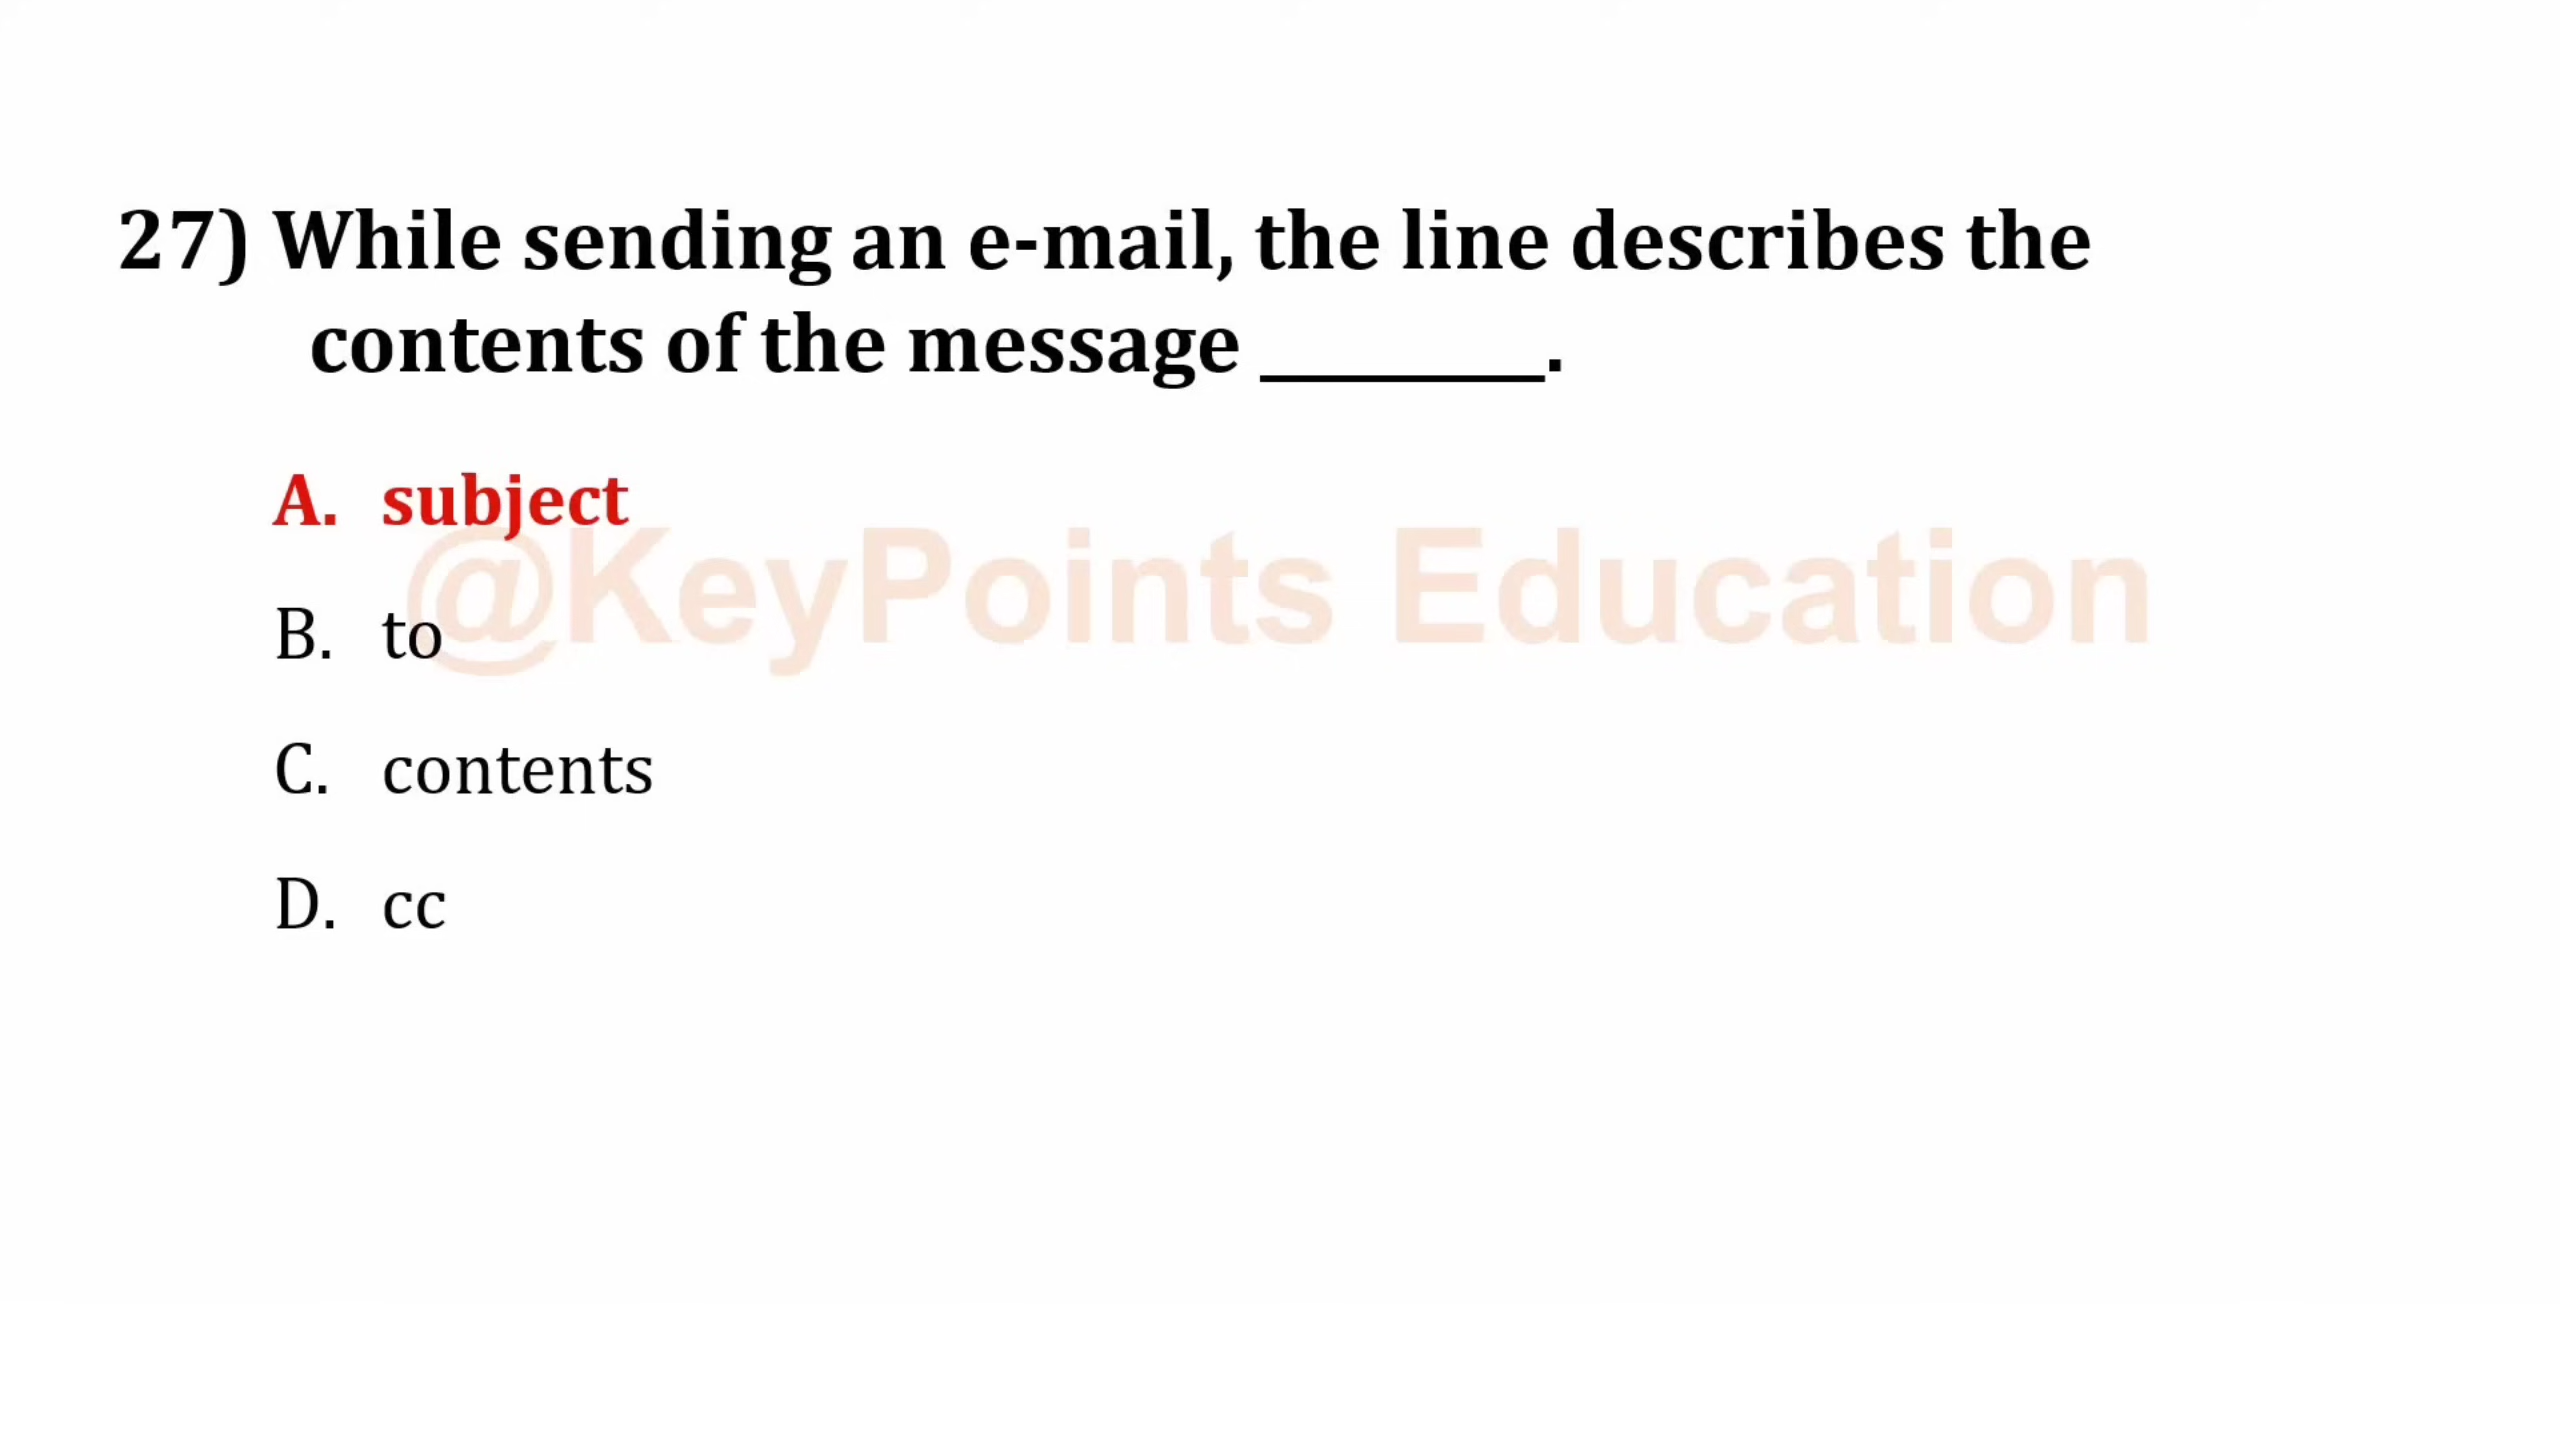 27) While sending an e-mail, the line describes the
contents of the message ________.
A. subject
@KeyPoints Education
B. to
C. contents
D. cc